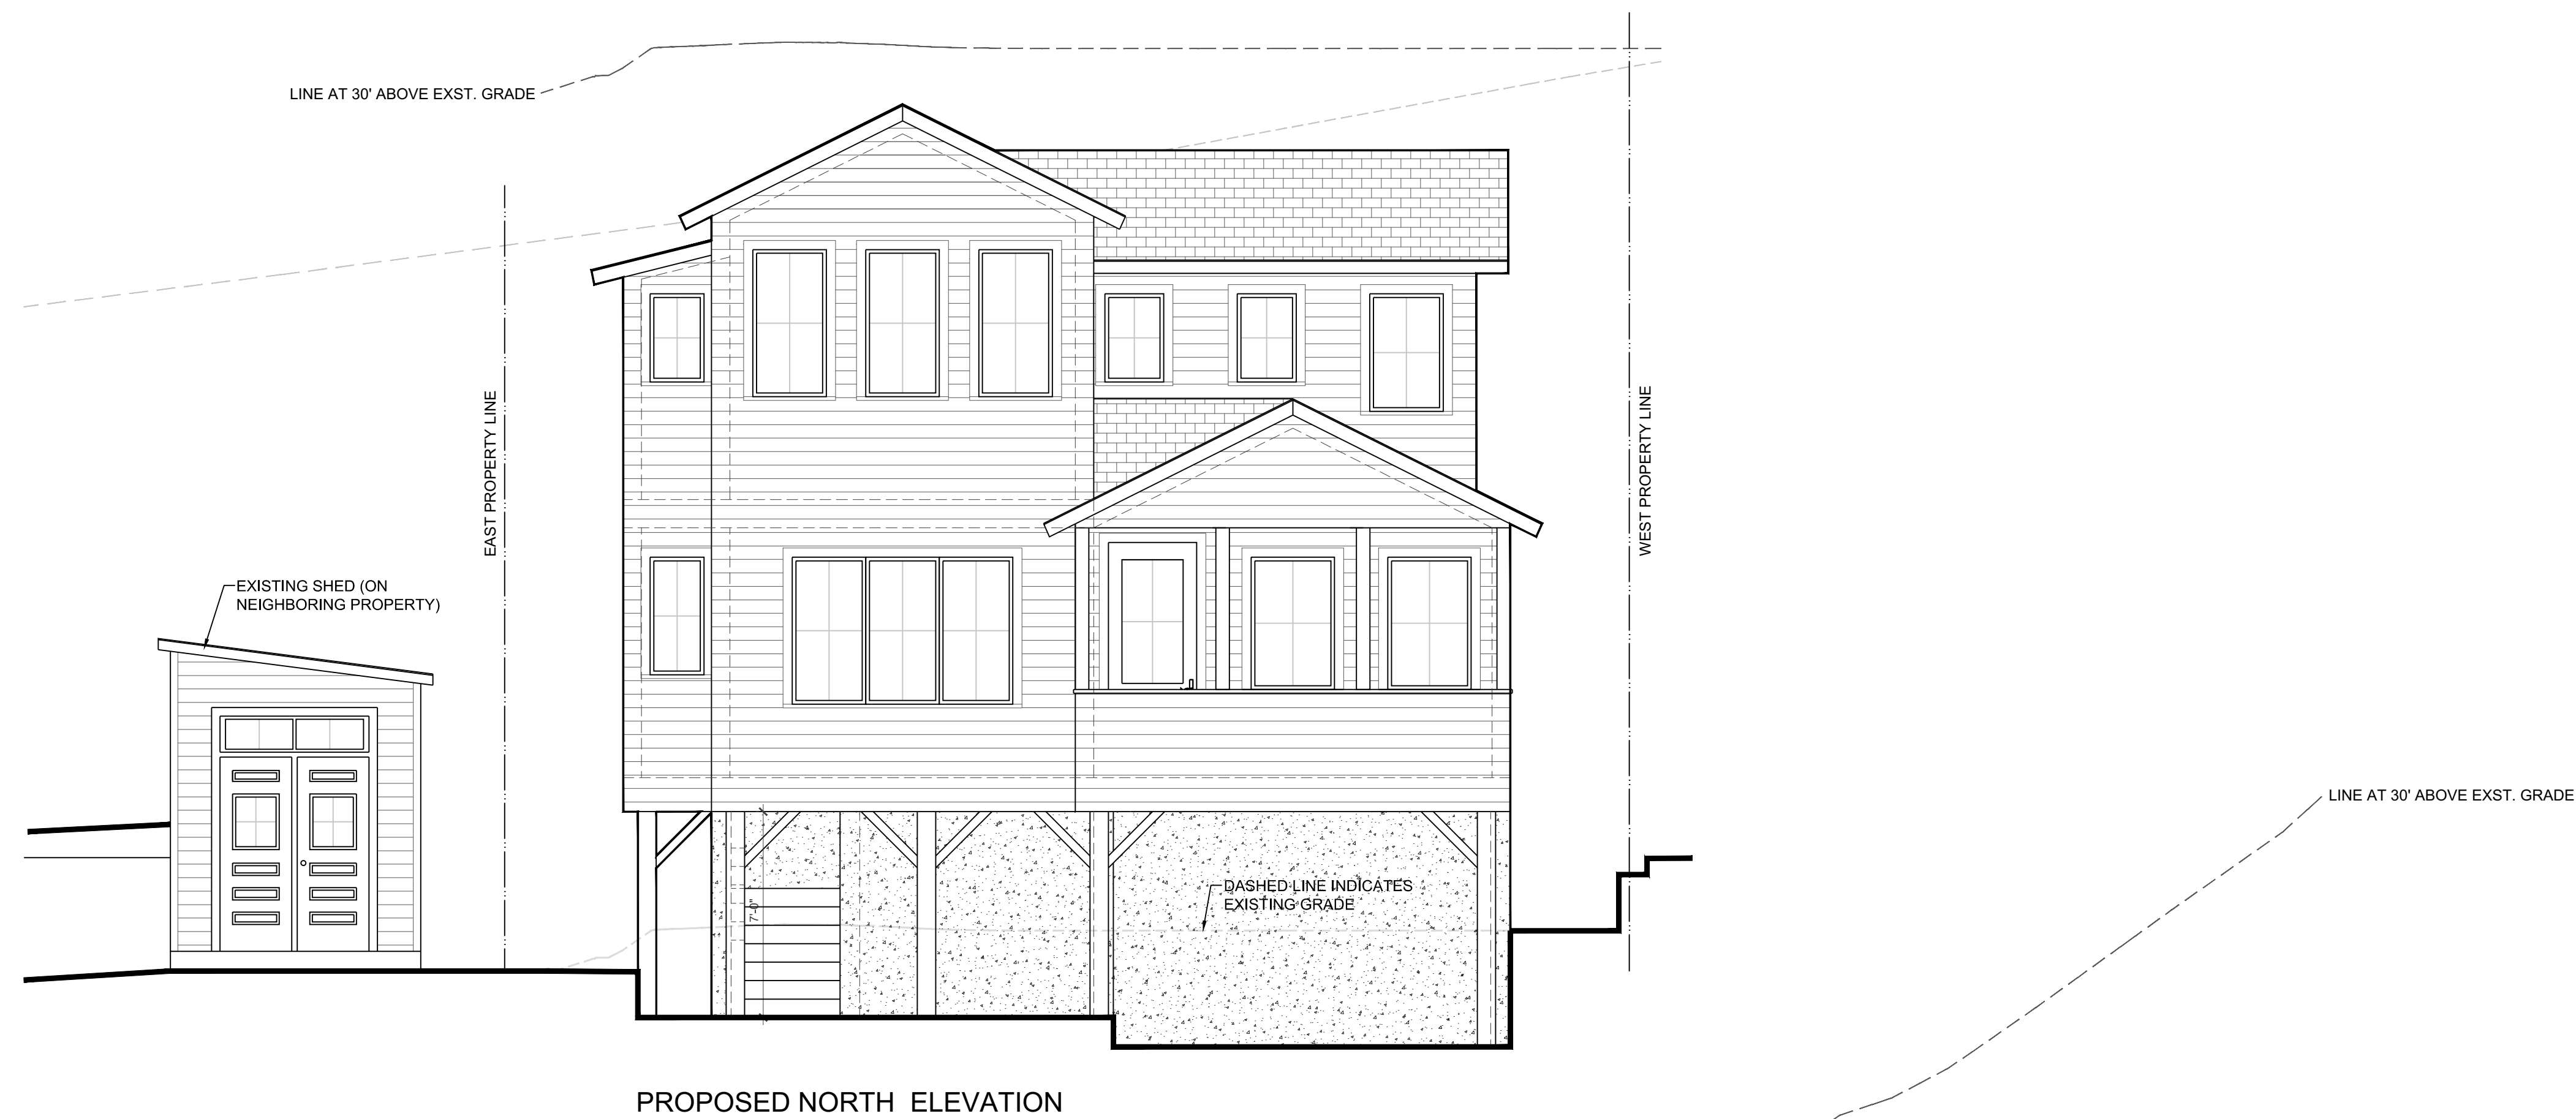 LINE AT 30' ABOVE EXST. GRADE
EAST PROPERTY LINE
WEST PROPERTY LINE
EXISTING SHED (ON
NEIGHBORING PROPERTY)
LINE AT 30' ABOVE EXST. GRADE
DASHED LINE INDICATES
EXISTING GRADE
7'-0"
PROPOSED NORTH ELEVATION